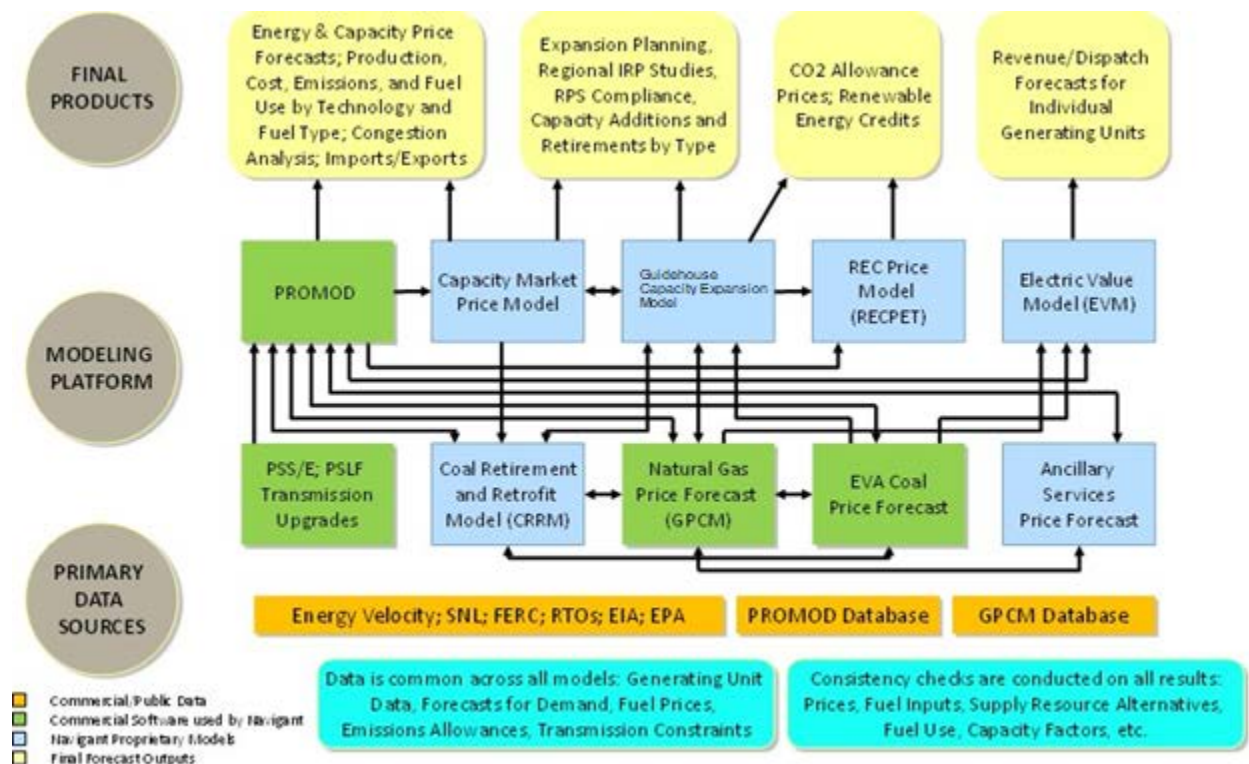 FINAL
PRODUCTS
Energy & Capacity Price
Forecasts; Production,
Cost, Emissions, and Fuel
Use by Technology and
Fuel Type; Congestion
Analysis; Imports/Exports
Expansion Planning,
Regional IRP Studies,
RPS Compliance,
Capacity Additions and
Retirements by Type
CO2 Allowance
Prices; Renewable
Energy Credits
Revenue/Dispatch
Forecasts for
Individual
Generating Units
MODELING
PLATFORM
PROMOD
Capacity Market
Price Model
Guidehouse
Capacity Expansion
Model
REC Price
Model
(RECPET)
Electric Value
Model (EVM)
PSS/E; PSLF
Transmission
Upgrades
Coal Retirement
and Retrofit
Model (CRRM)
Natural Gas
Price Forecast
(GPCM)
EVA Coal
Price Forecast
Ancillary
Services
Price Forecast
PRIMARY
DATA
SOURCES
Energy Velocity; SNL; FERC; RTOs; EIA; EPA
PROMOD Database
GPCM Database
Data is common across all models: Generating Unit
Data, Forecasts for Demand, Fuel Prices,
Emissions Allowances, Transmission Constraints
Consistency checks are conducted on all results:
Prices, Fuel Inputs, Supply Resource Alternatives,
Fuel Use, Capacity Factors, etc.
Commercial/Public Data
Commercial Software used by Navigant
Navigant Proprietary Models
Final Forecast Outputs